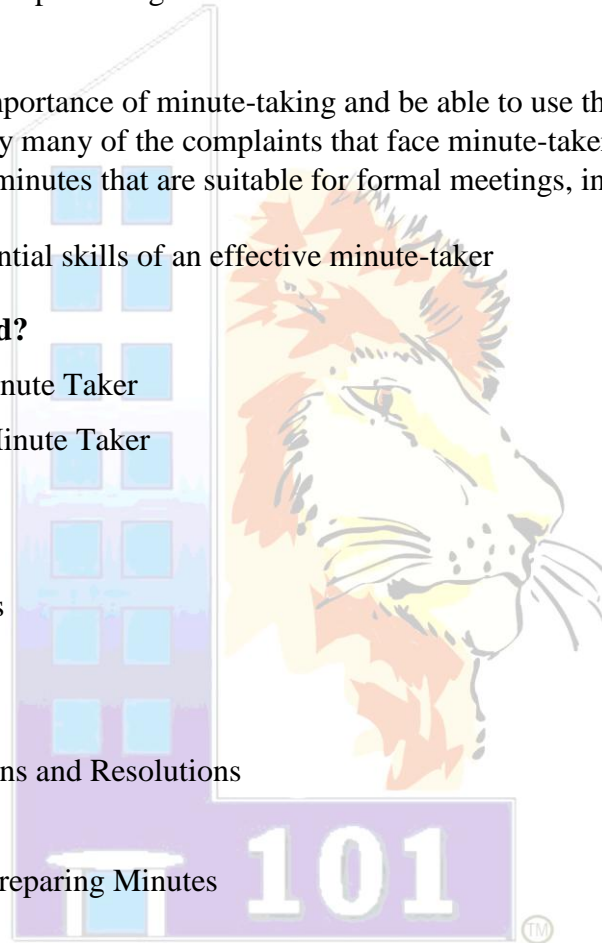 importance of minute-taking and be able to use th
y many of the complaints that face minute-taker
minutes that are suitable for formal meetings, in
ntial skills of an effective minute-taker
d?
nute Taker
Minute Taker
s
ns and Resolutions
reparing Minutes
101
TM